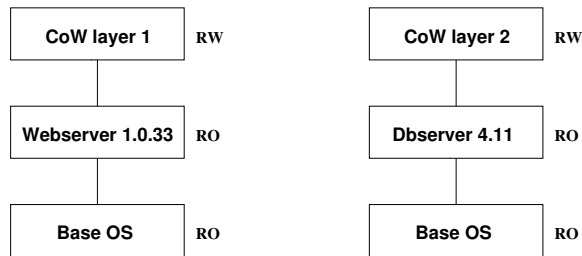 CoW layer 1 RW CoW layer 2 RW
Webserver 1.0.33 RO Dbserver 4.11 RO
Base OS RO Base OS RO